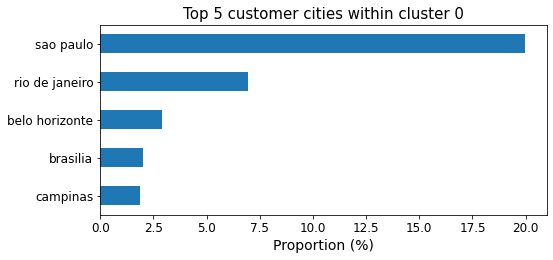 Top 5 customer cities within cluster 0
sao paulo
rio de janeiro
belo horizonte
brasilia
campinas
0.0 2.5 5.0 7.5 10.0 12.5 15.0 17.5 20.0
Proportion (%)